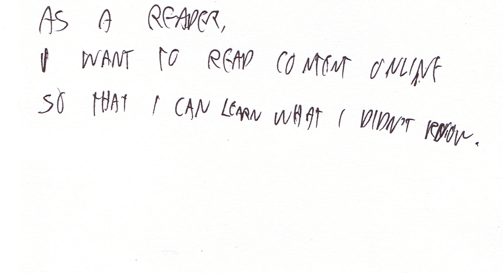 AS A READER,
I WANT TO READ CONTENT ONLINE
SO THAT I CAN LEARN WHAT I DIDN'T KNOW.